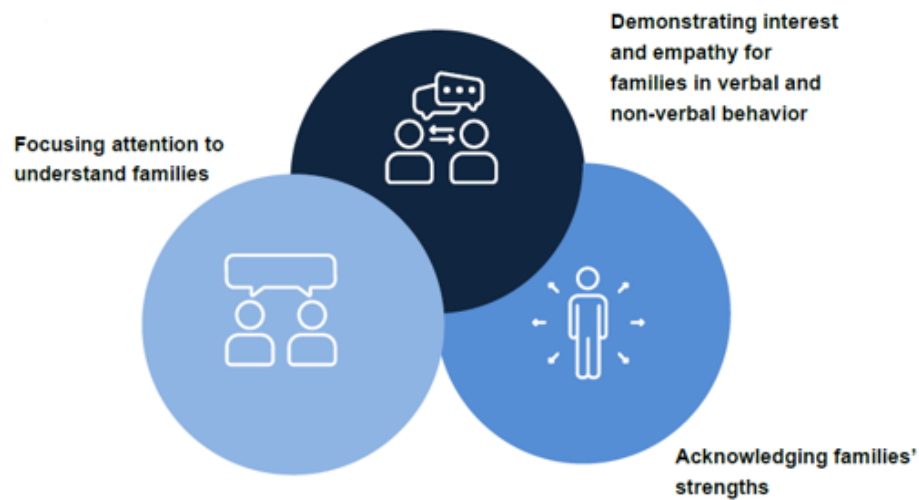 Demonstrating interest
and empathy for
families in verbal and
non-verbal behavior
Focusing attention to
understand families
Acknowledging families’
strengths